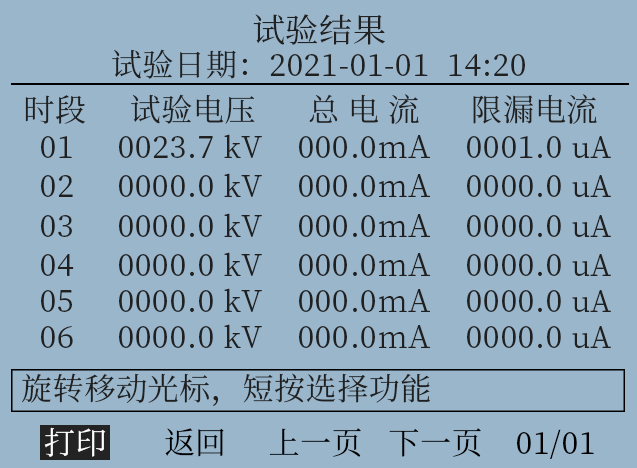 试验结果
试验日期：2021-01-01 14:20
时段 试验电压 总电流 限漏电流
01 0023.7 kV 000.0mA 0001.0 uA
02 0000.0 kV 000.0mA 0000.0 uA
03 0000.0 kV 000.0mA 0000.0 uA
04 0000.0 kV 000.0mA 0000.0 uA
05 0000.0 kV 000.0mA 0000.0 uA
06 0000.0 kV 000.0mA 0000.0 uA
旋转移动光标，短按选择功能
打印 返回 上一页 下一页 01/01